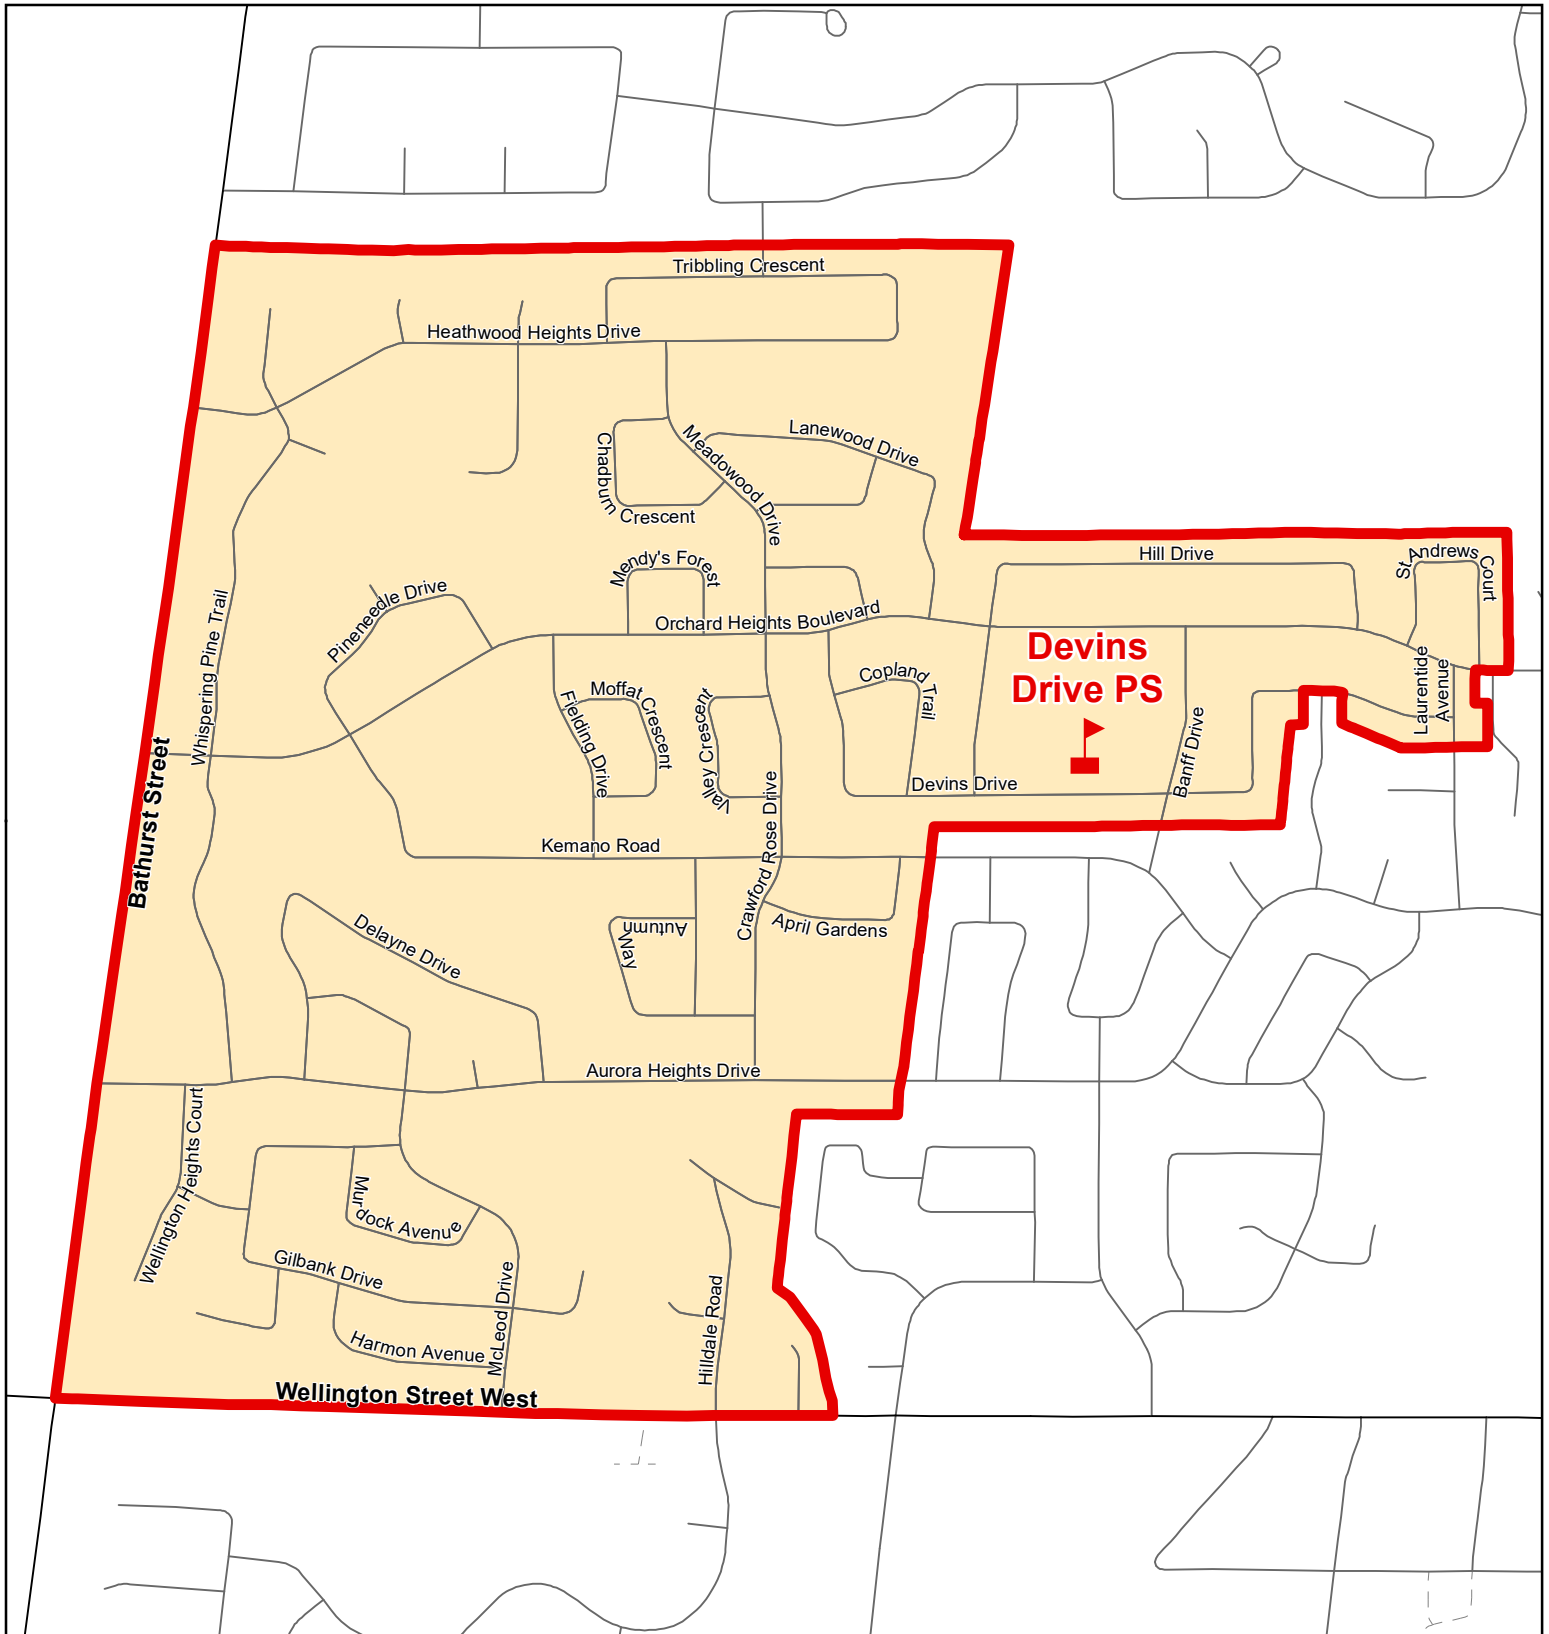 Tribbling Crescent
Heathwood Heights Drive
Lanewood Drive
Meadowood Drive
Chadburn
Crescent
Hill Drive
St Andrews
Court
Mendy's Forest
Pineneedle Drive
Orchard Heights Boulevard
Whispering Pine Trail
Devins
Drive PS
Laurentide
Avenue
Copland
Trail
Moffat
Crescent
Fielding Drive
Valley Crescent
Banff Drive
Devins Drive
Bathurst Street
Crawford Rose Drive
Kemano Road
April Gardens
Autumn
Way
Delayne Drive
Aurora Heights Drive
Wellington Heights Court
Mur
dock Avenue
Gilbank Drive
McLeod Drive
Harmon Avenue
Hilldale Road
Wellington Street West